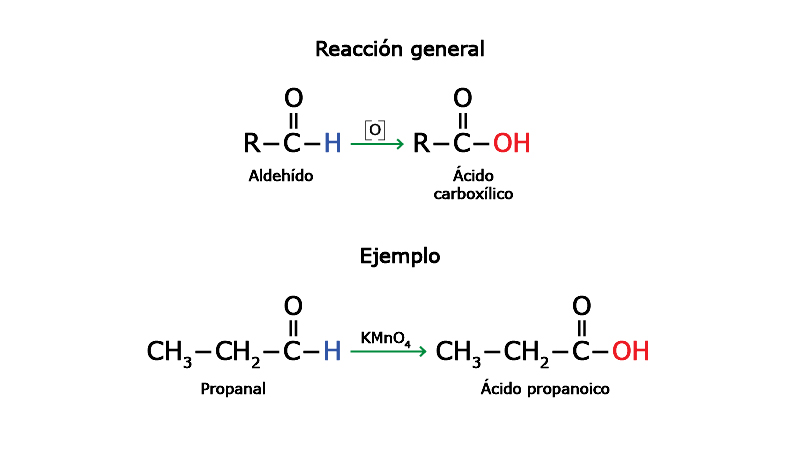 Reacción general
O O
|| [O] ||
R–C–H → R–C–OH
Aldehído Ácido
carboxílico
Ejemplo
O O
|| KMnO₄ ||
CH₃–CH₂–C–H → CH₃–CH₂–C–OH
Propanal Ácido propanoico